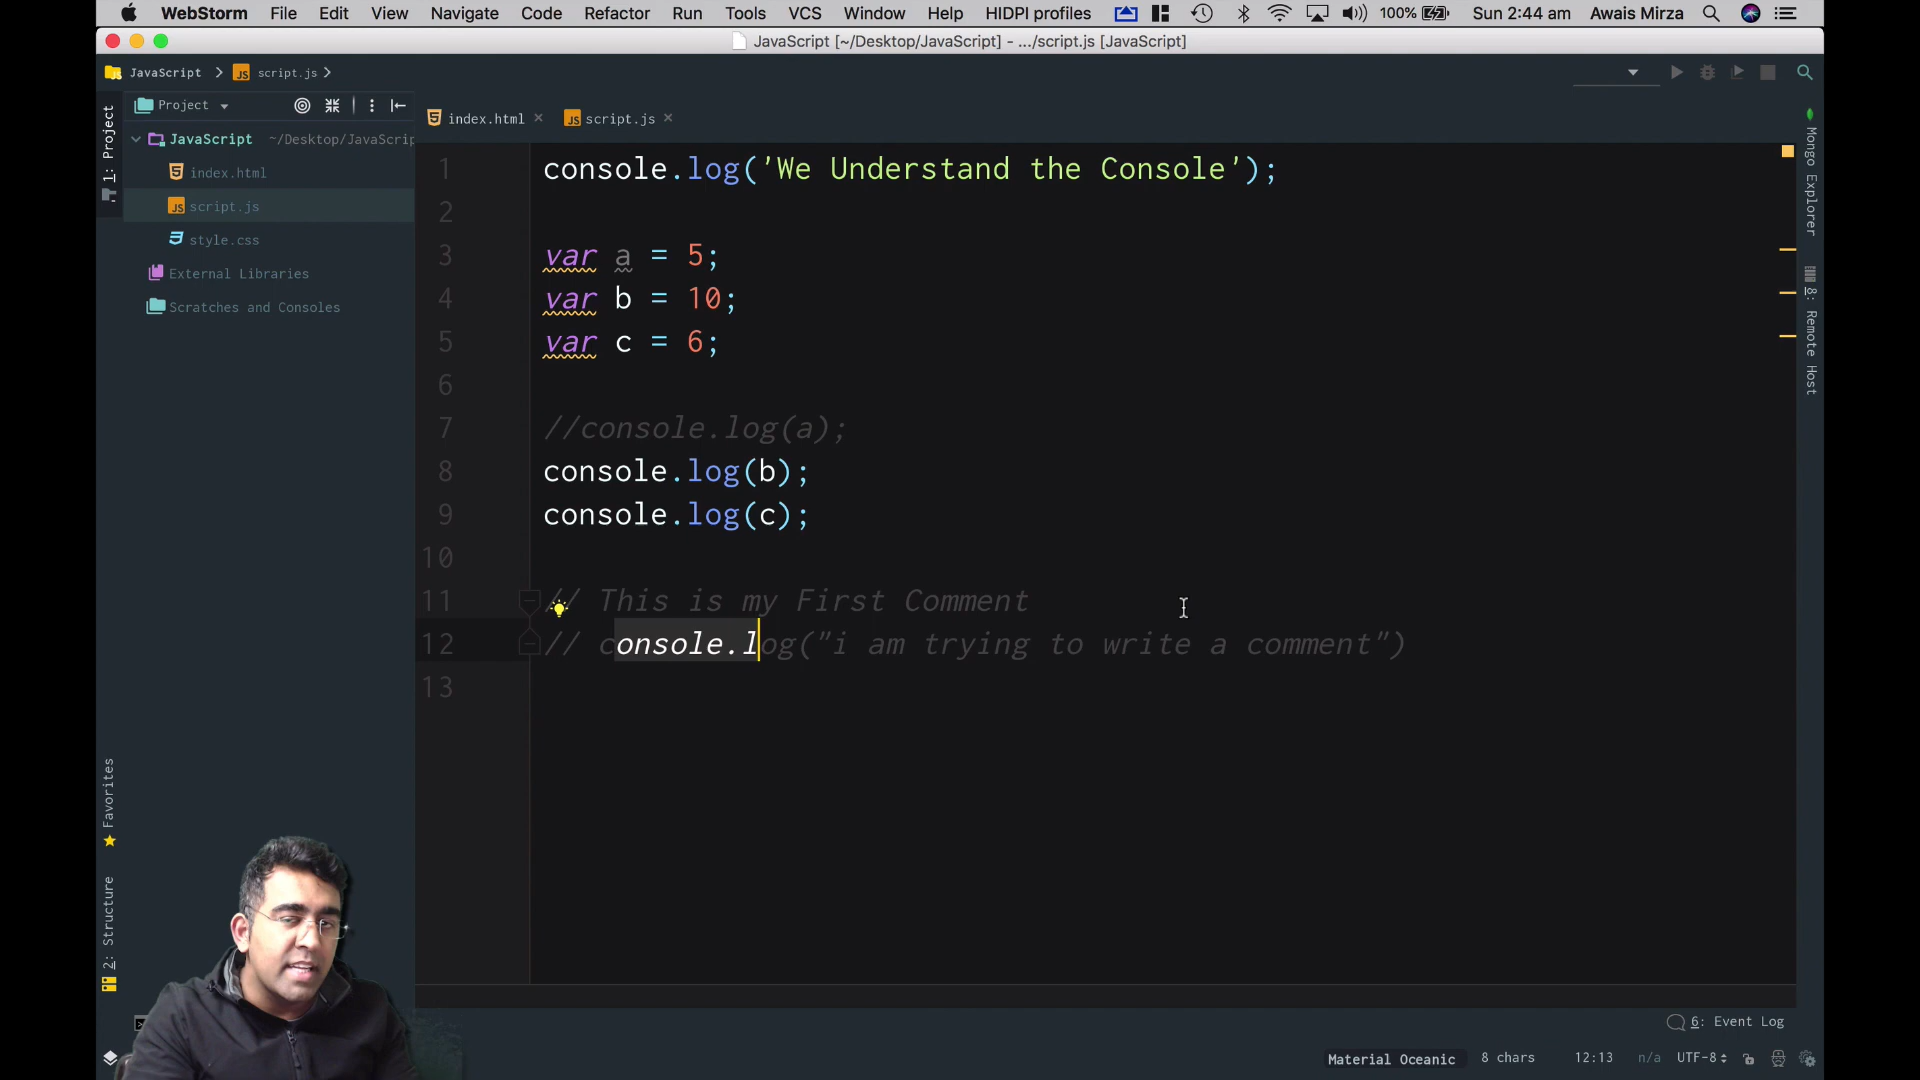 WebStorm File Edit View Navigate Code Refactor Run Tools VCS Window Help HIDPI profiles 100% Sun 2:44 am Awais Mirza
JavaScript [~/Desktop/JavaScript] - .../script.js [JavaScript]
JavaScript script.js
Project
index.html script.js
1: Project
JavaScript ~/Desktop/JavaScrip
index.html
script.js
style.css
External Libraries
Scratches and Consoles
1 console.log('We Understand the Console');
2
3 var a = 5;
4 var b = 10;
5 var c = 6;
6
7 //console.log(a);
8 console.log(b);
9 console.log(c);
10
11 // This is my First Comment
12 // console.log("i am trying to write a comment")
13
Mongo Explorer
8: Remote Host
Favorites
2: Structure
6: Event Log
Material Oceanic 8 chars 12:13 n/a UTF-8